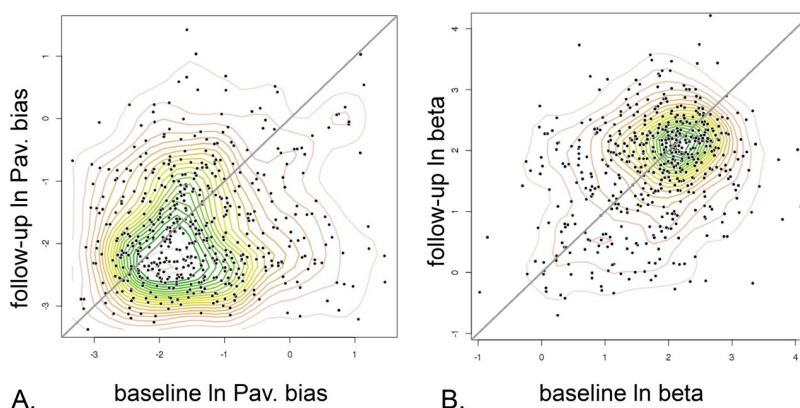 follow-up ln Pav. bias
1
0
-1
-2
-3
-3 -2 -1 0 1
A. baseline ln Pav. bias
follow-up ln beta
4
3
2
1
0
-1
-1 0 1 2 3 4
B. baseline ln beta